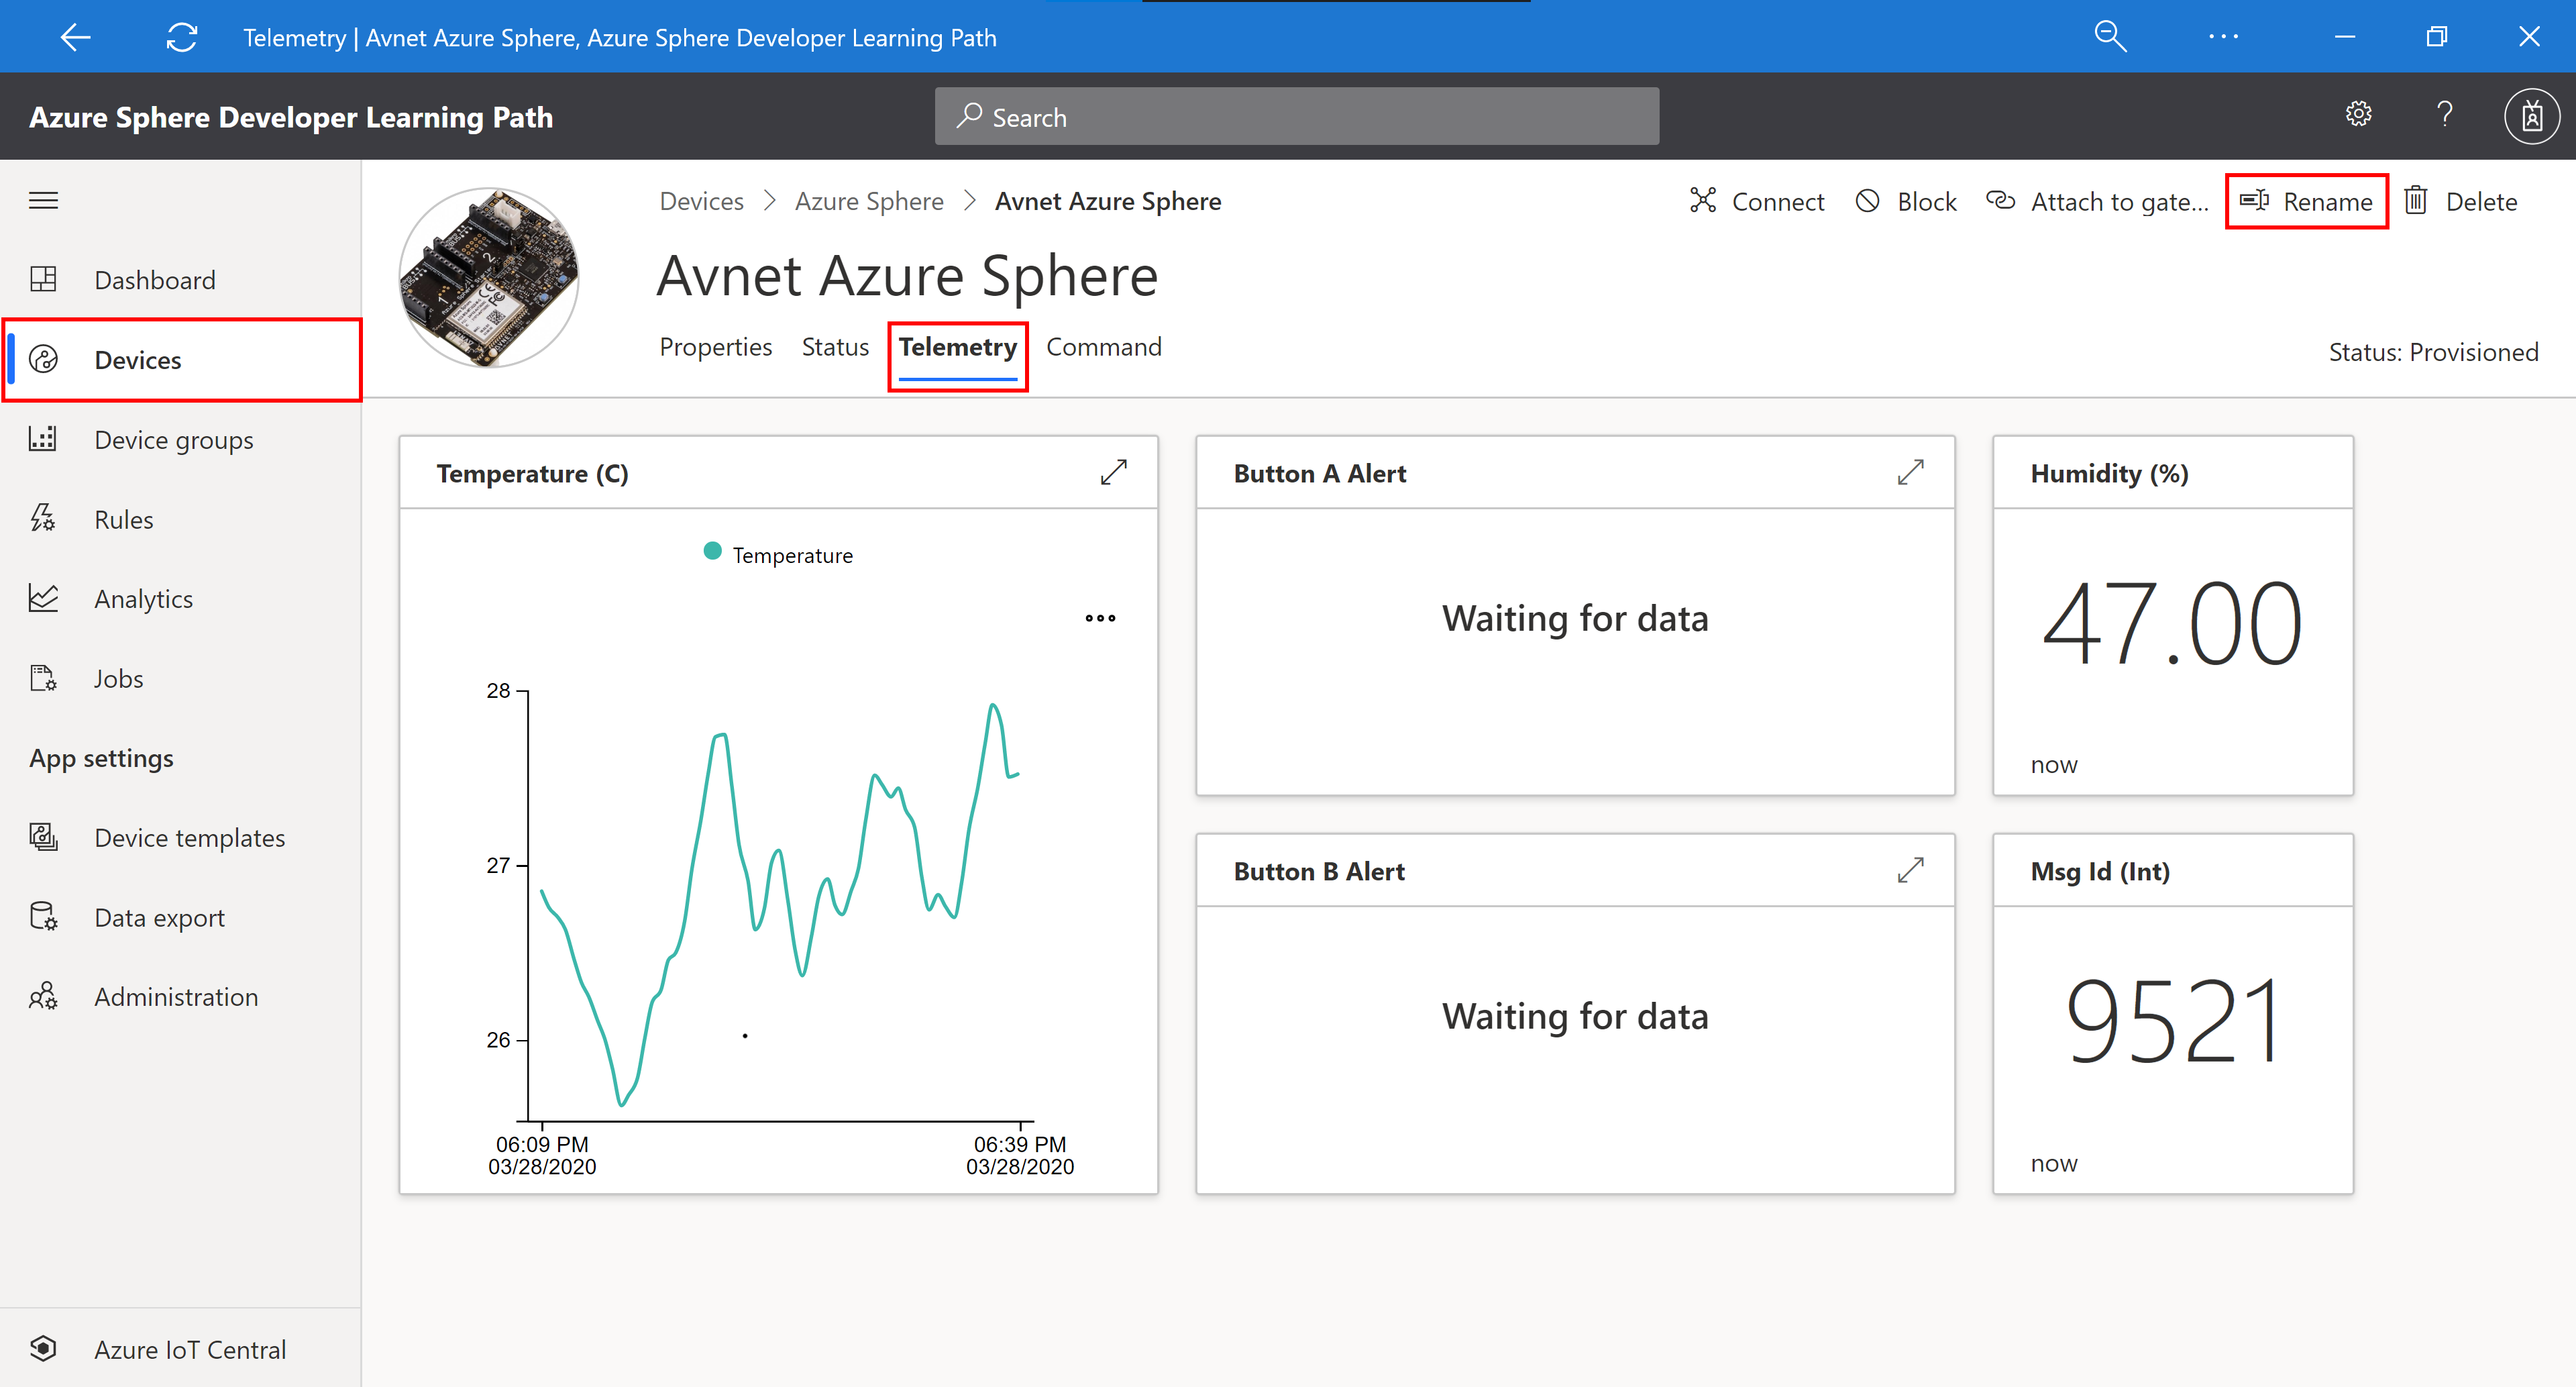 Telemetry | Avnet Azure Sphere, Azure Sphere Developer Learning Path
Azure Sphere Developer Learning Path
Search
Dashboard
Devices
Device groups
Rules
Analytics
Jobs
App settings
Device templates
Data export
Administration
Azure IoT Central
Devices > Azure Sphere > Avnet Azure Sphere
Connect Block Attach to gate... Rename Delete
Avnet Azure Sphere
Properties Status Telemetry Command
Status: Provisioned
Temperature (C)
Temperature
28
27
26
06:09 PM 06:39 PM
03/28/2020 03/28/2020
Button A Alert
Waiting for data
Humidity (%)
47.00
now
Button B Alert
Waiting for data
Msg Id (Int)
9521
now